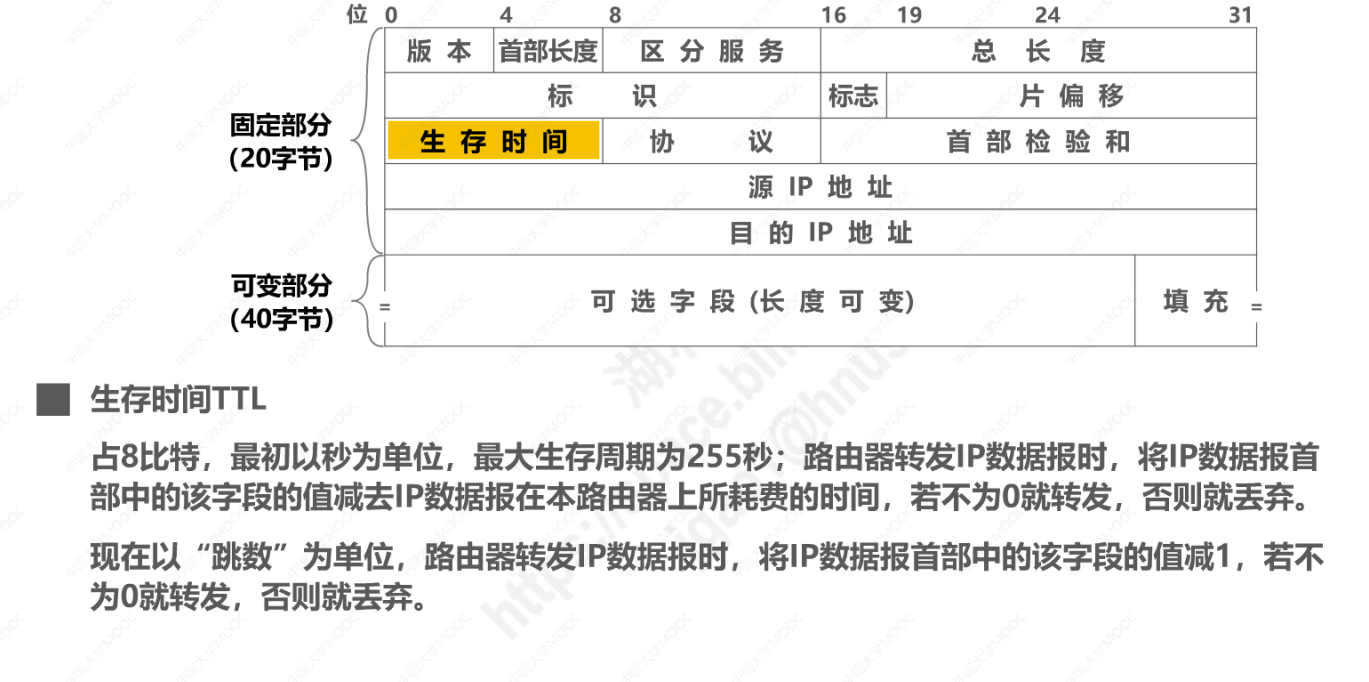 位 0 4 8 16 19 24 31
版 本 首部长度 区 分 服 务 总 长 度
标 识 标志 片 偏 移
固定部分
(20字节)
生 存 时 间 协 议 首 部 检 验 和
源 IP 地 址
目 的 IP 地 址
可变部分
(40字节)
= 可 选 字 段 (长 度 可 变) 填 充 =
生存时间TTL
占8比特，最初以秒为单位，最大生存周期为255秒；路由器转发IP数据报时，将IP数据报首
部中的该字段的值减去IP数据报在本路由器上所耗费的时间，若不为0就转发，否则就丢弃。
现在以“跳数”为单位，路由器转发IP数据报时，将IP数据报首部中的该字段的值减1，若不
为0就转发，否则就丢弃。
中国大学MOOC